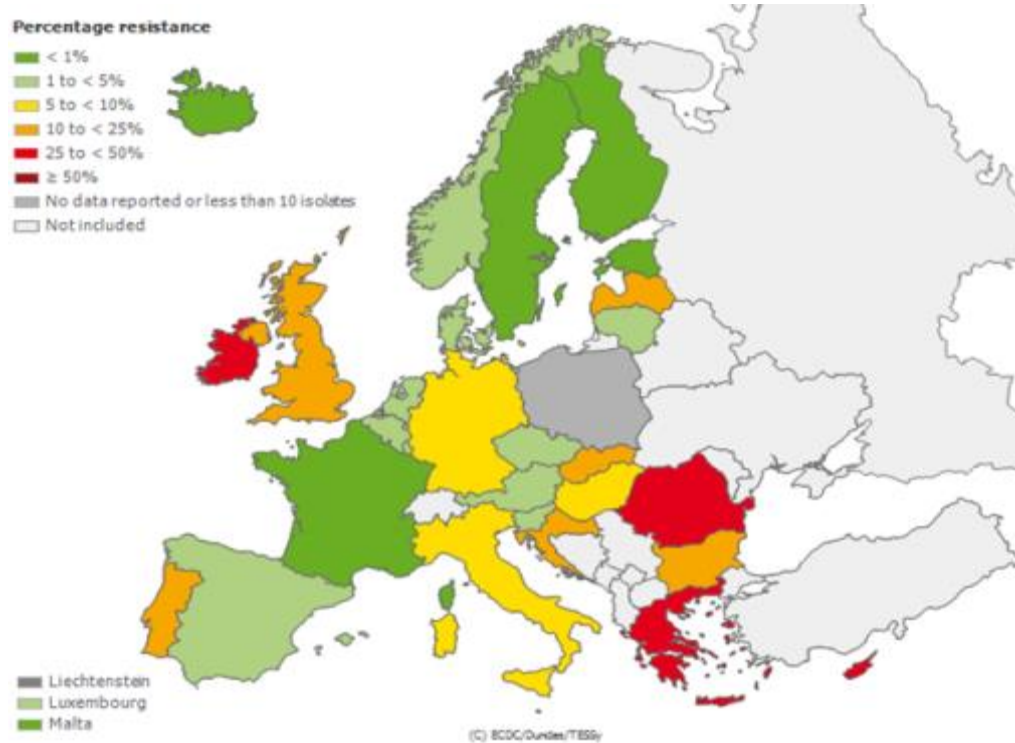 Percentage resistance
< 1%
1 to < 5%
5 to < 10%
10 to < 25%
25 to < 50%
≥ 50%
No data reported or less than 10 isolates
Not included
Liechtenstein
Luxembourg
Malta
(C) ECDC/Dundas/TESSy